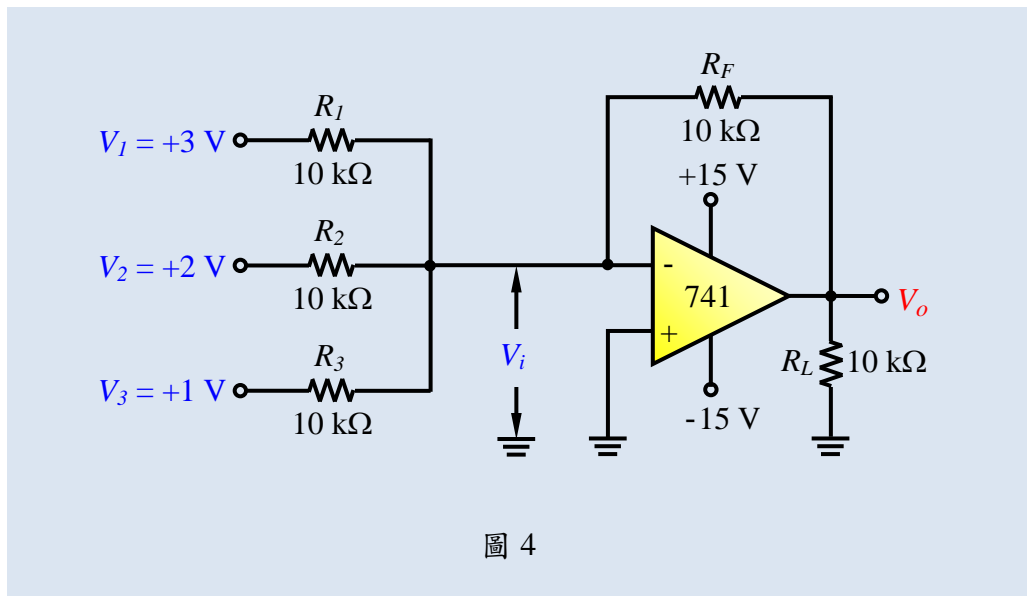 R_F
10 kΩ
R_1
V_1 = +3 V
10 kΩ
+15 V
R_2
V_2 = +2 V
10 kΩ
-
741
+
V_o
V_i
R_3
V_3 = +1 V
10 kΩ
R_L
10 kΩ
-15 V
圖 4